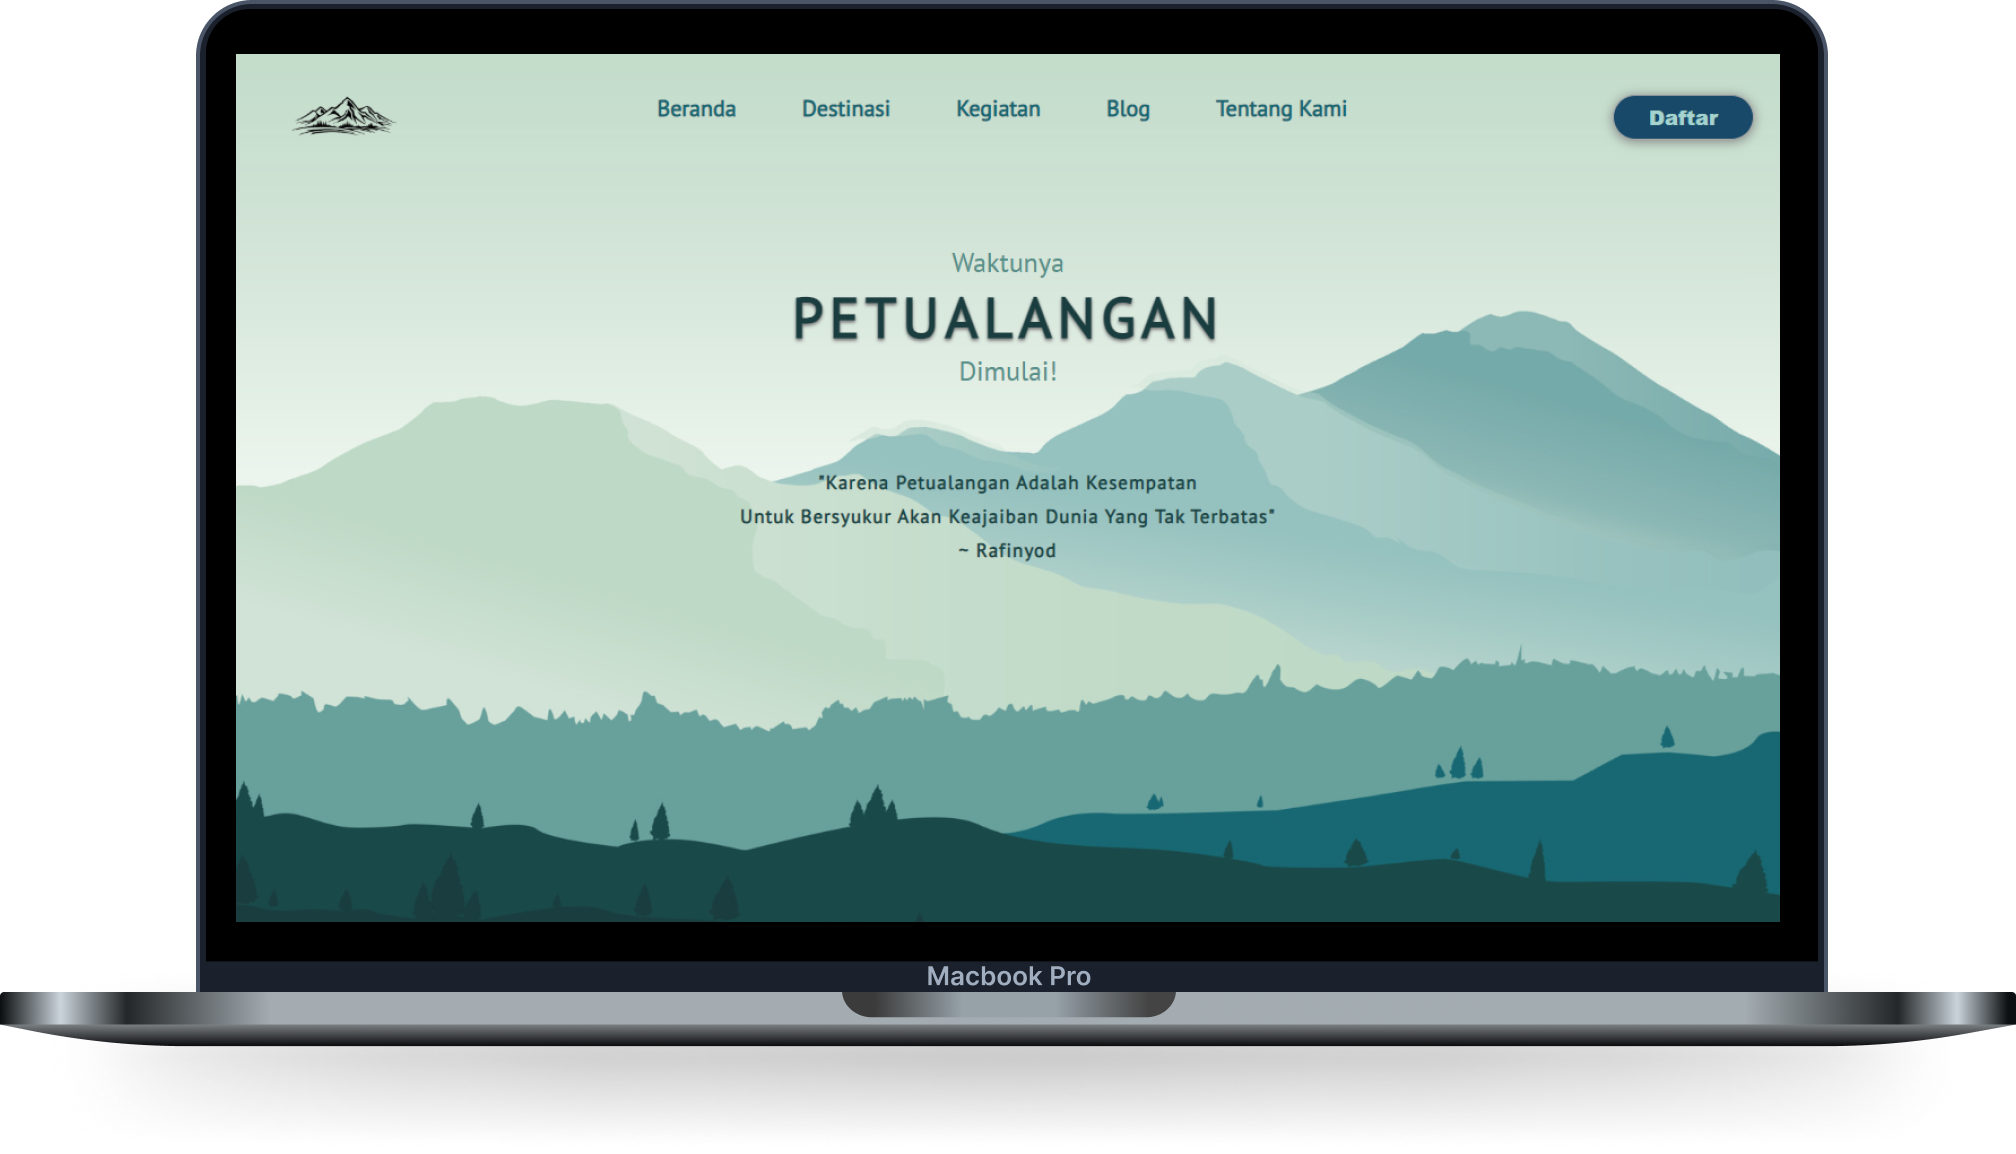 Beranda Destinasi Kegiatan Blog Tentang Kami Daftar
Waktunya
PETUALANGAN
Dimulai!
"Karena Petualangan Adalah Kesempatan
Untuk Bersyukur Akan Keajaiban Dunia Yang Tak Terbatas"
~ Rafinyod
Macbook Pro